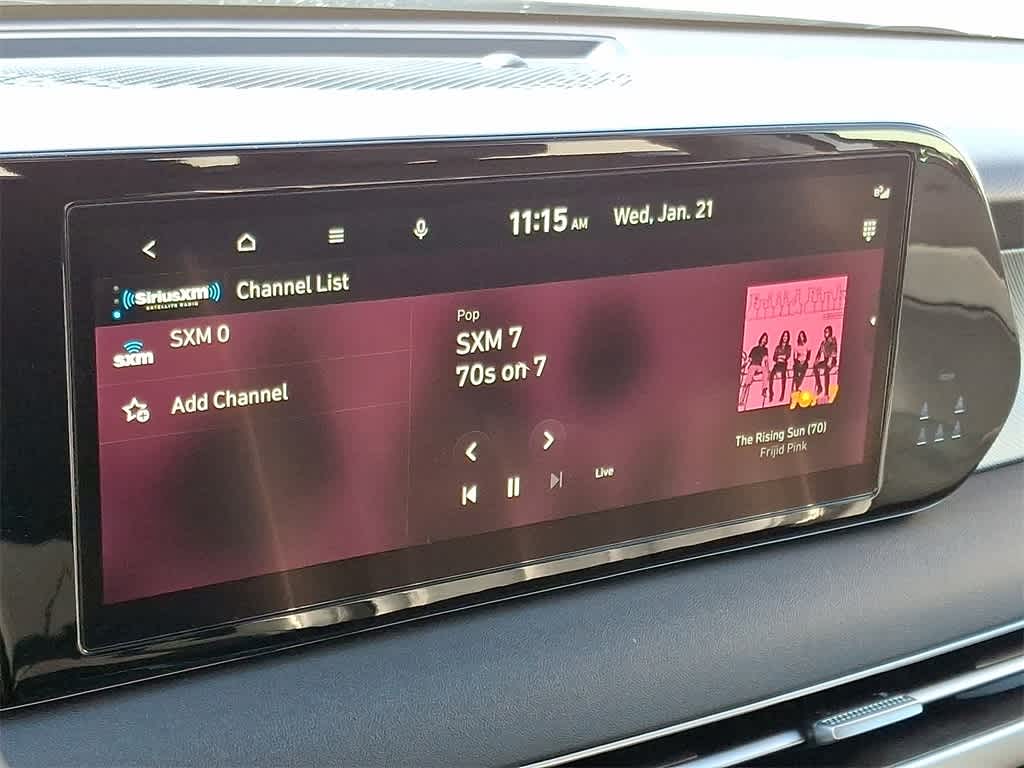 11:15 AM
Wed, Jan. 21
SiriusXM
SATELLITE RADIO
Channel List
sxm
SXM 0
Add Channel
Pop
SXM 7
70s on 7
Live
The Rising Sun (70)
Frijid Pink